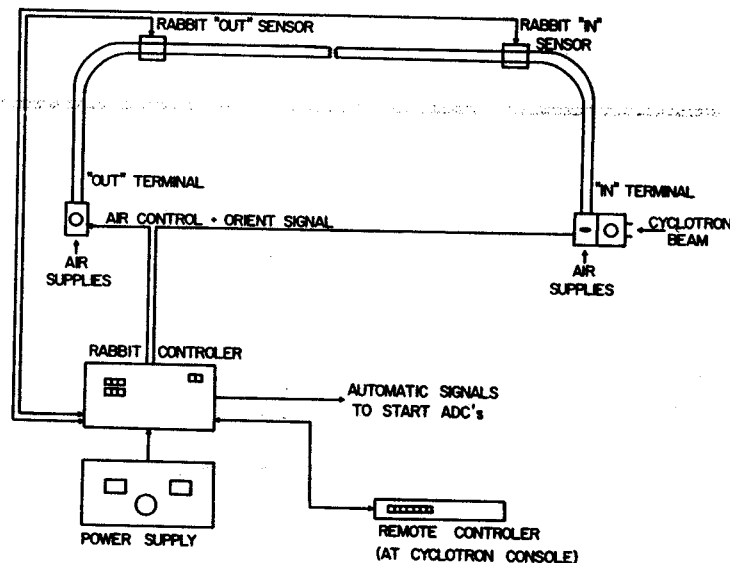 RABBIT "OUT" SENSOR
RABBIT "IN"
SENSOR
"OUT" TERMINAL
"IN" TERMINAL
AIR CONTROL + ORIENT SIGNAL
CYCLOTRON
BEAM
AIR
SUPPLIES
AIR
SUPPLIES
RABBIT CONTROLER
AUTOMATIC SIGNALS
TO START ADC's
POWER SUPPLY
REMOTE CONTROLER
(AT CYCLOTRON CONSOLE)